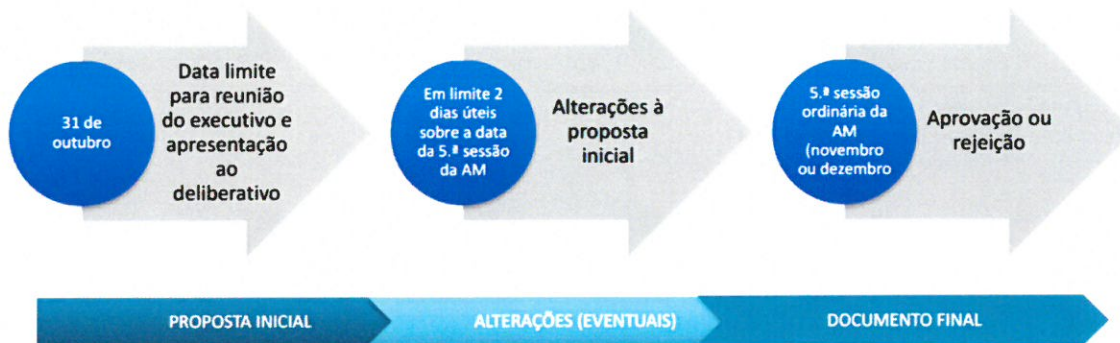 31 de
outubro
Data limite
para reunião
do executivo e
apresentação
ao
deliberativo
Em limite 2
dias úteis
sobre a data
da 5.ª sessão
da AM
Alterações à
proposta
inicial
5.ª sessão
ordinária da
AM
(novembro
ou dezembro
Aprovação ou
rejeição
PROPOSTA INICIAL
ALTERAÇÕES (EVENTUAIS)
DOCUMENTO FINAL